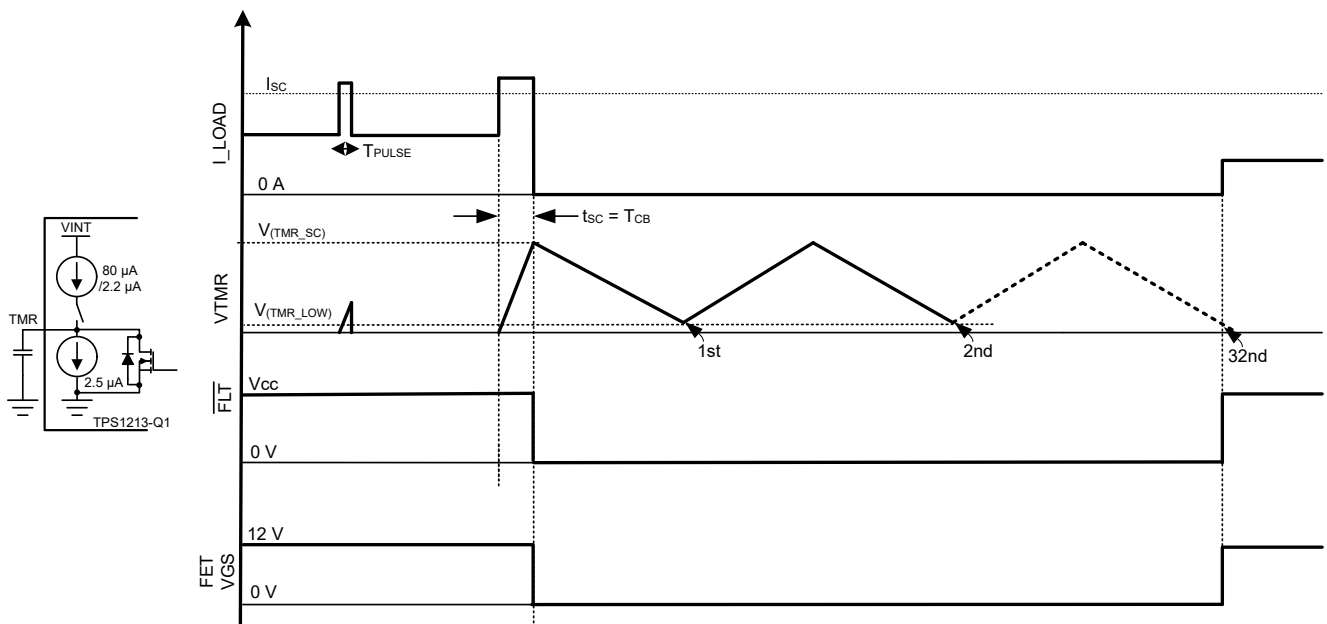 I_LOAD
ISC
TPULSE
0 A
tSC = TCB
VTMR
V(TMR_SC)
V(TMR_LOW)
1st
2nd
32nd
VINT
80 µA
/2.2 µA
TMR
2.5 µA
TPS1213-Q1
FLT
Vcc
0 V
FET
VGS
12 V
0 V